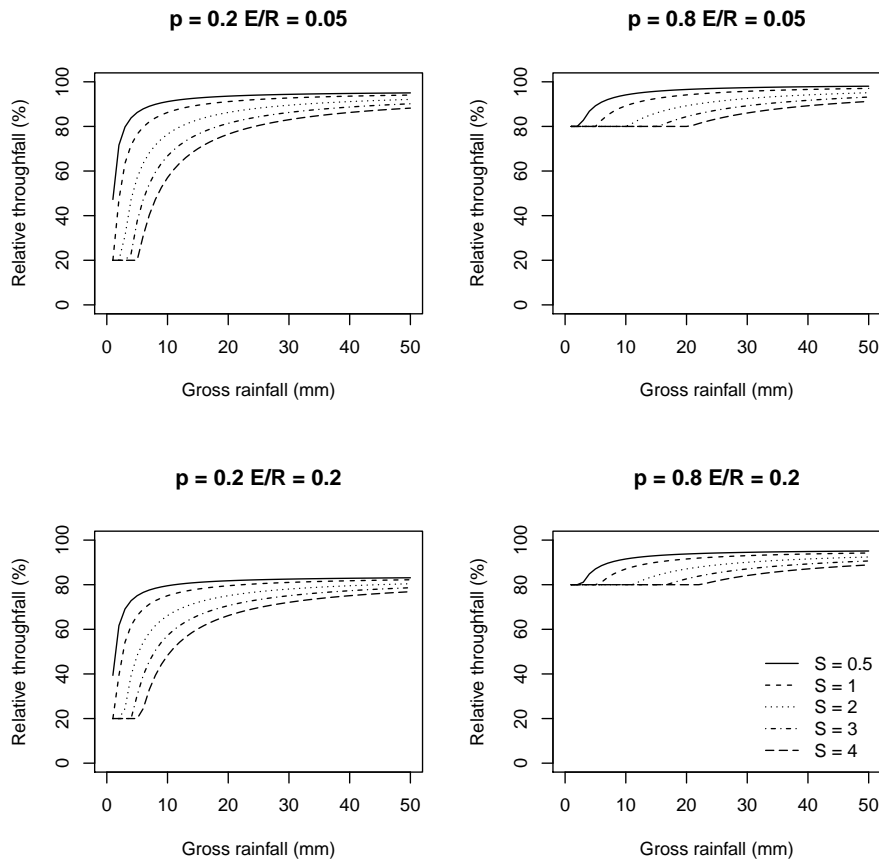 p = 0.2 E/R = 0.05
Relative throughfall (%)
100
80
60
40
20
0
0 10 20 30 40 50
Gross rainfall (mm)
p = 0.8 E/R = 0.05
Relative throughfall (%)
100
80
60
40
20
0
0 10 20 30 40 50
Gross rainfall (mm)
p = 0.2 E/R = 0.2
Relative throughfall (%)
100
80
60
40
20
0
0 10 20 30 40 50
Gross rainfall (mm)
p = 0.8 E/R = 0.2
Relative throughfall (%)
100
80
60
40
20
0
S = 0.5
S = 1
S = 2
S = 3
S = 4
0 10 20 30 40 50
Gross rainfall (mm)